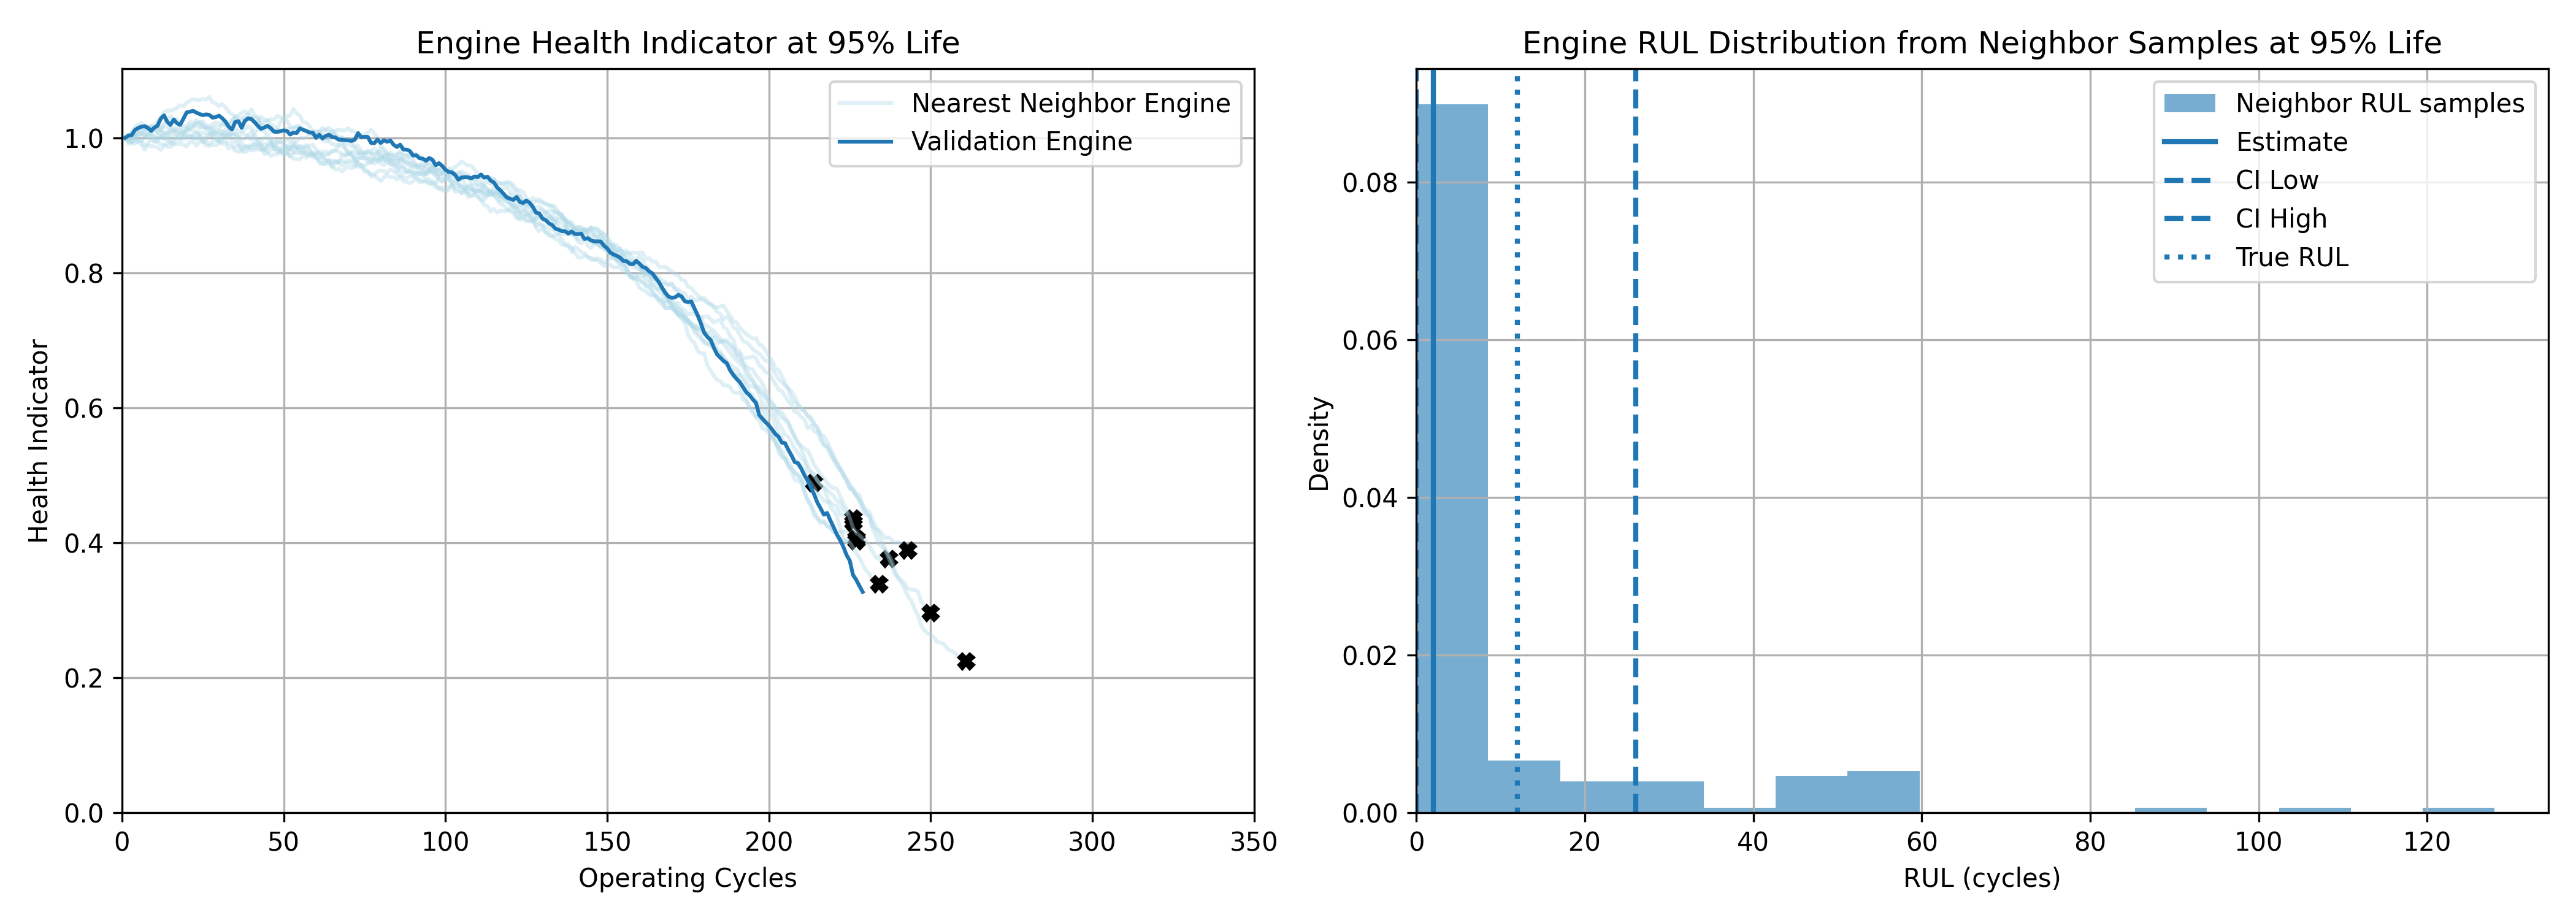 Engine Health Indicator at 95% Life
Nearest Neighbor Engine
Validation Engine
Health Indicator
1.0
0.8
0.6
0.4
0.2
0.0
0 50 100 150 200 250 300 350
Operating Cycles
Engine RUL Distribution from Neighbor Samples at 95% Life
Neighbor RUL samples
Estimate
CI Low
CI High
True RUL
Density
0.08
0.06
0.04
0.02
0.00
0 20 40 60 80 100 120
RUL (cycles)